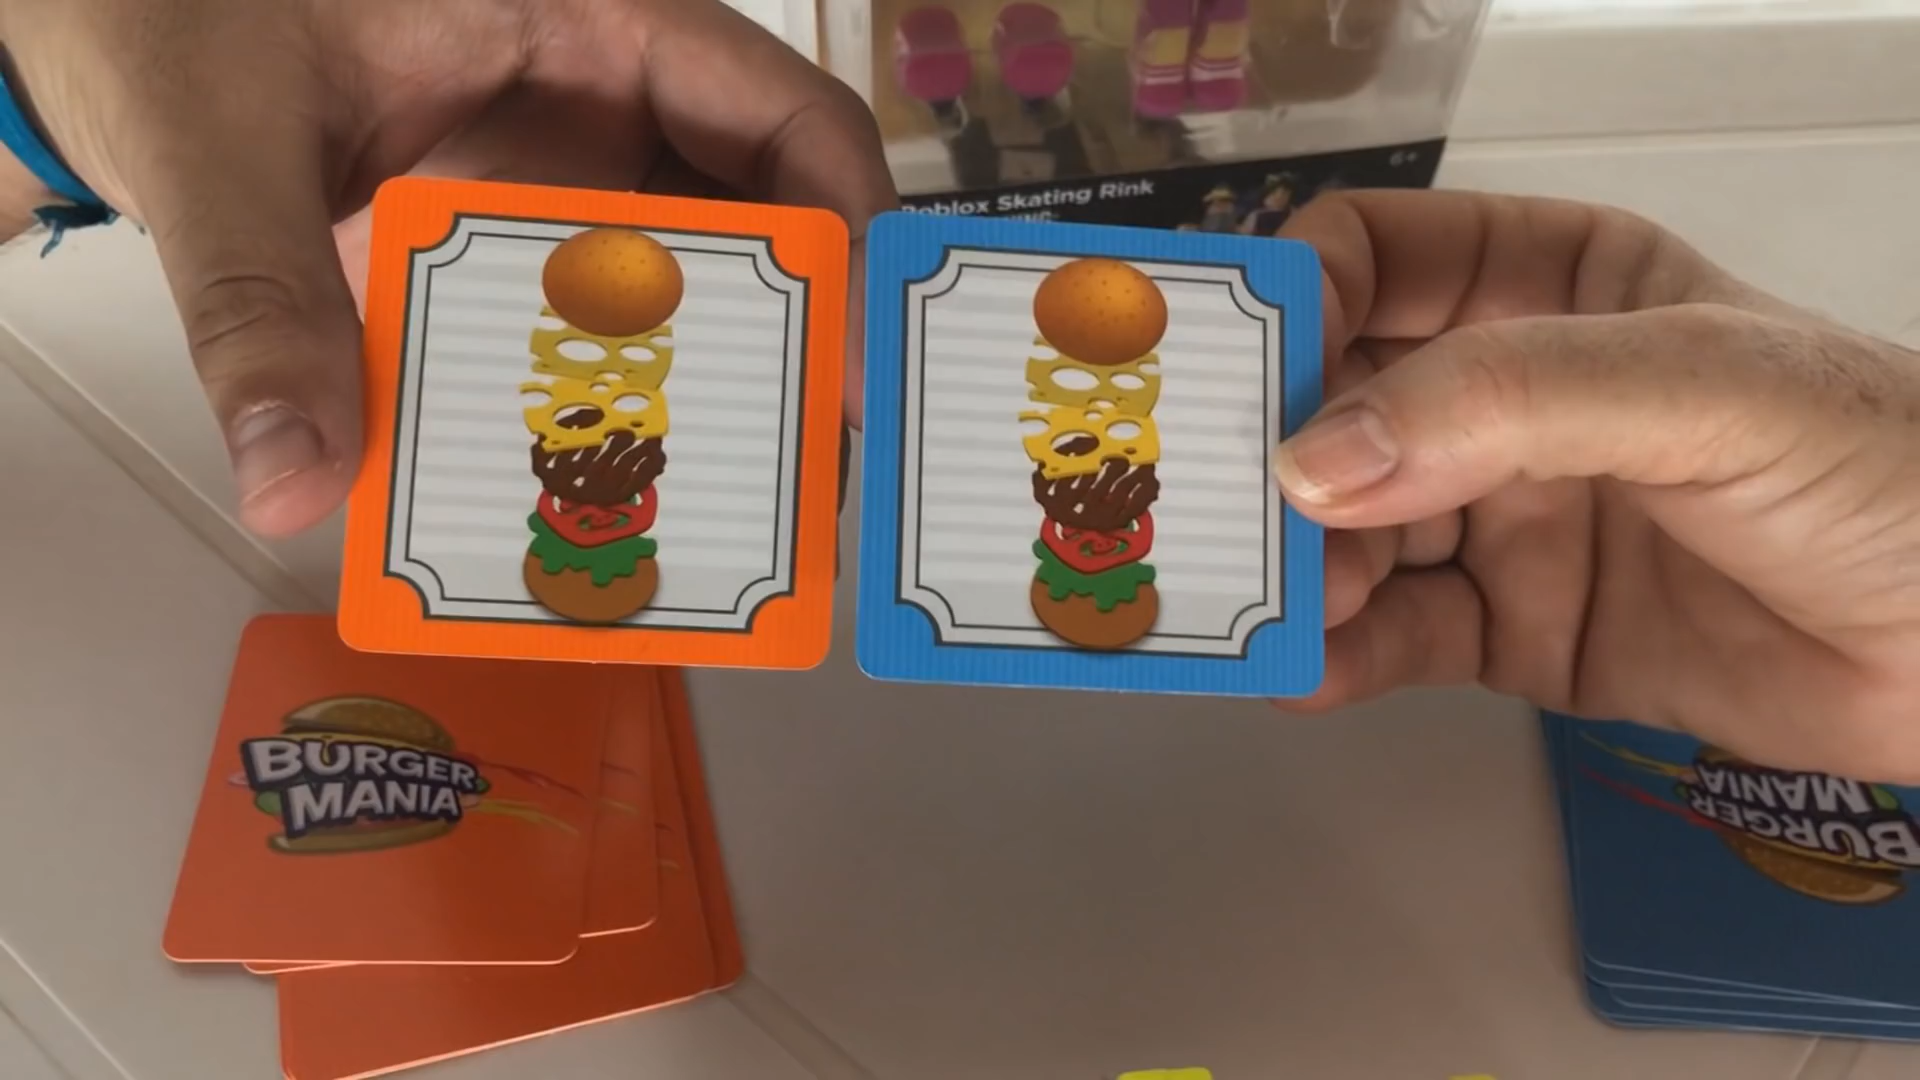 6+
Roblox Skating Rink
BURGER
MANIA
BURGER
MANIA